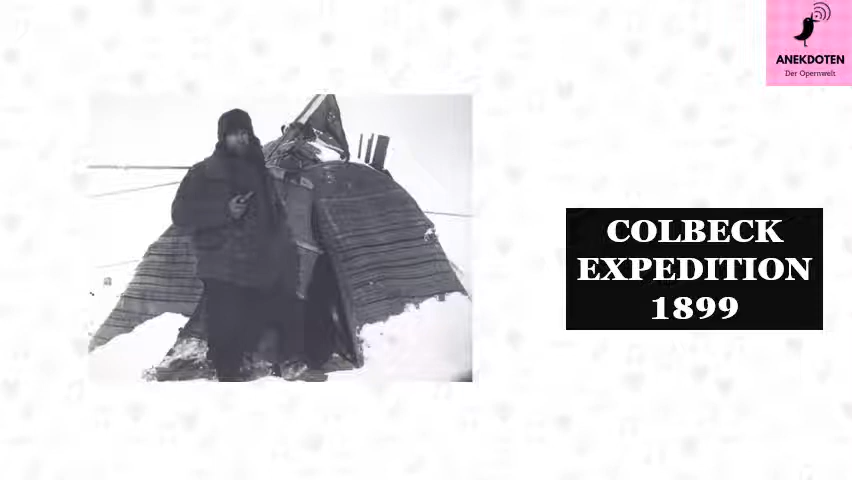 ANEKDOTEN
Der Opernwelt
COLBECK
EXPEDITION
1899